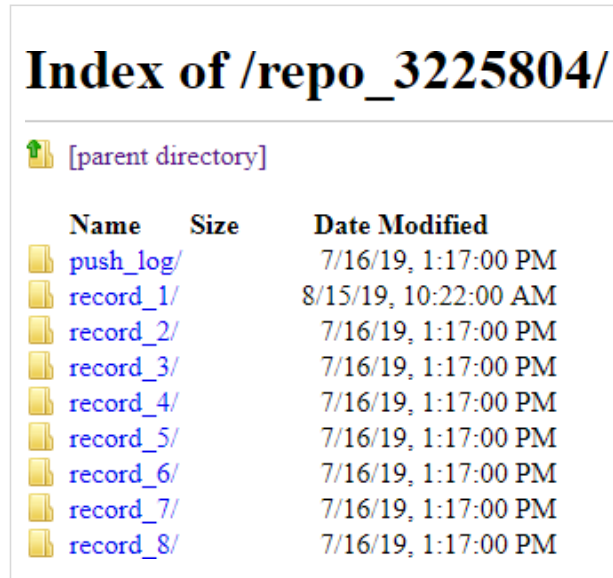 Index of /repo_3225804/
[parent directory]
Name Size Date Modified
push_log/ 7/16/19, 1:17:00 PM
record_1/ 8/15/19, 10:22:00 AM
record_2/ 7/16/19, 1:17:00 PM
record_3/ 7/16/19, 1:17:00 PM
record_4/ 7/16/19, 1:17:00 PM
record_5/ 7/16/19, 1:17:00 PM
record_6/ 7/16/19, 1:17:00 PM
record_7/ 7/16/19, 1:17:00 PM
record_8/ 7/16/19, 1:17:00 PM